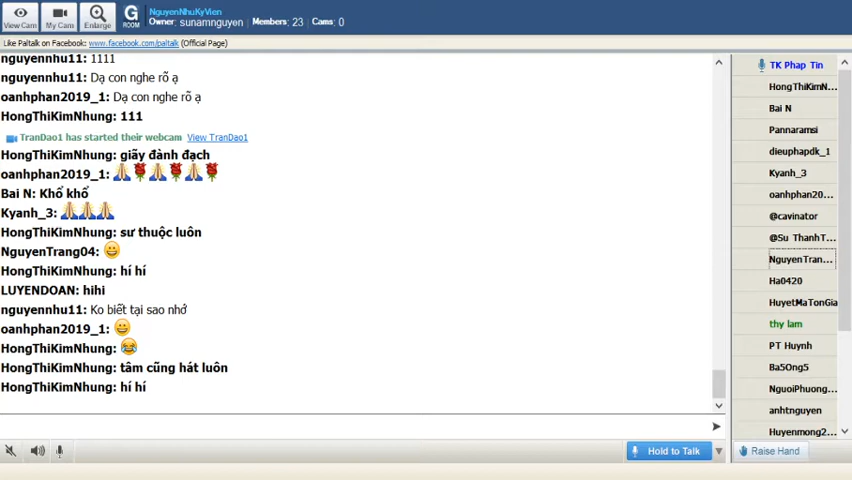 NguyenNhuKyVien
Owner: sunamnguyen Members: 23 Cams: 0
View Cam My Cam Enlarge G ROOM
Like Paltalk on Facebook: www.facebook.com/paltalk (Official Page)
nguyennhu11: 1111
nguyennhu11: Dạ con nghe rõ ạ
oanhphan2019_1: Dạ con nghe rõ ạ
HongThiKimNhung: 111
TranDao1 has started their webcam View TranDao1
HongThiKimNhung: giãy đành đạch
oanhphan2019_1: 🙏🌹🙏🌹🙏🌹
Bai N: Khổ khổ
Kyanh_3: 🙏🙏🙏
HongThiKimNhung: sư thuộc luôn
NguyenTrang04: 😀
HongThiKimNhung: hí hí
LUYENDOAN: hihi
nguyennhu11: Ko biết tại sao nhớ
oanhphan2019_1: 😀
HongThiKimNhung: 😂
HongThiKimNhung: tâm cũng hát luôn
HongThiKimNhung: hí hí
TK Phap Tin
HongThiKimN...
Bai N
Pannaramsi
dieuphapdk_1
Kyanh_3
oanhphan20...
@cavinator
@Su ThanhT...
NguyenTran...
Ha0420
HuyetMaTonGia
thy lam
PT Huynh
Ba5Ong5
NguoiPhuong...
anhtnguyen
Huyenmong2...
Hold to Talk
Raise Hand